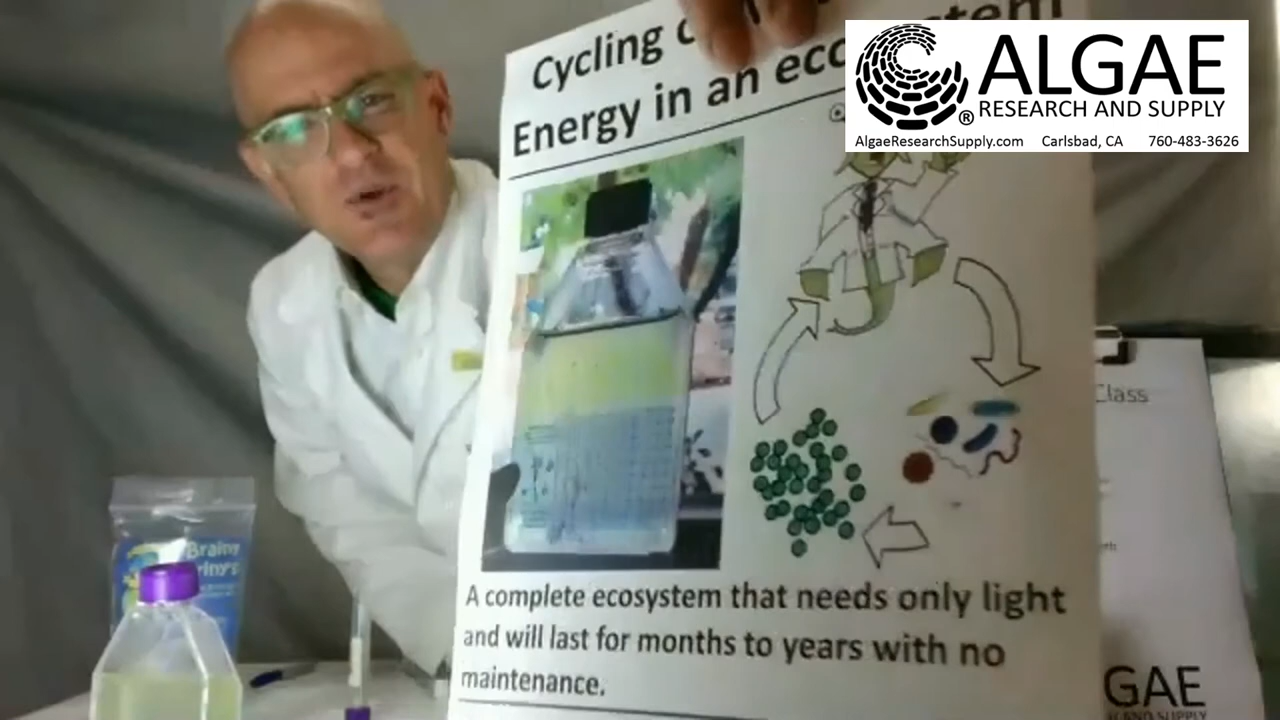 Cycling
Energy in an
ALGAE
RESEARCH AND SUPPLY
AlgaeResearchSupply.com Carlsbad, CA 760-483-3626
A complete ecosystem that needs only light
and will last for months to years with no
maintenance.
Brainy
Class
GAE